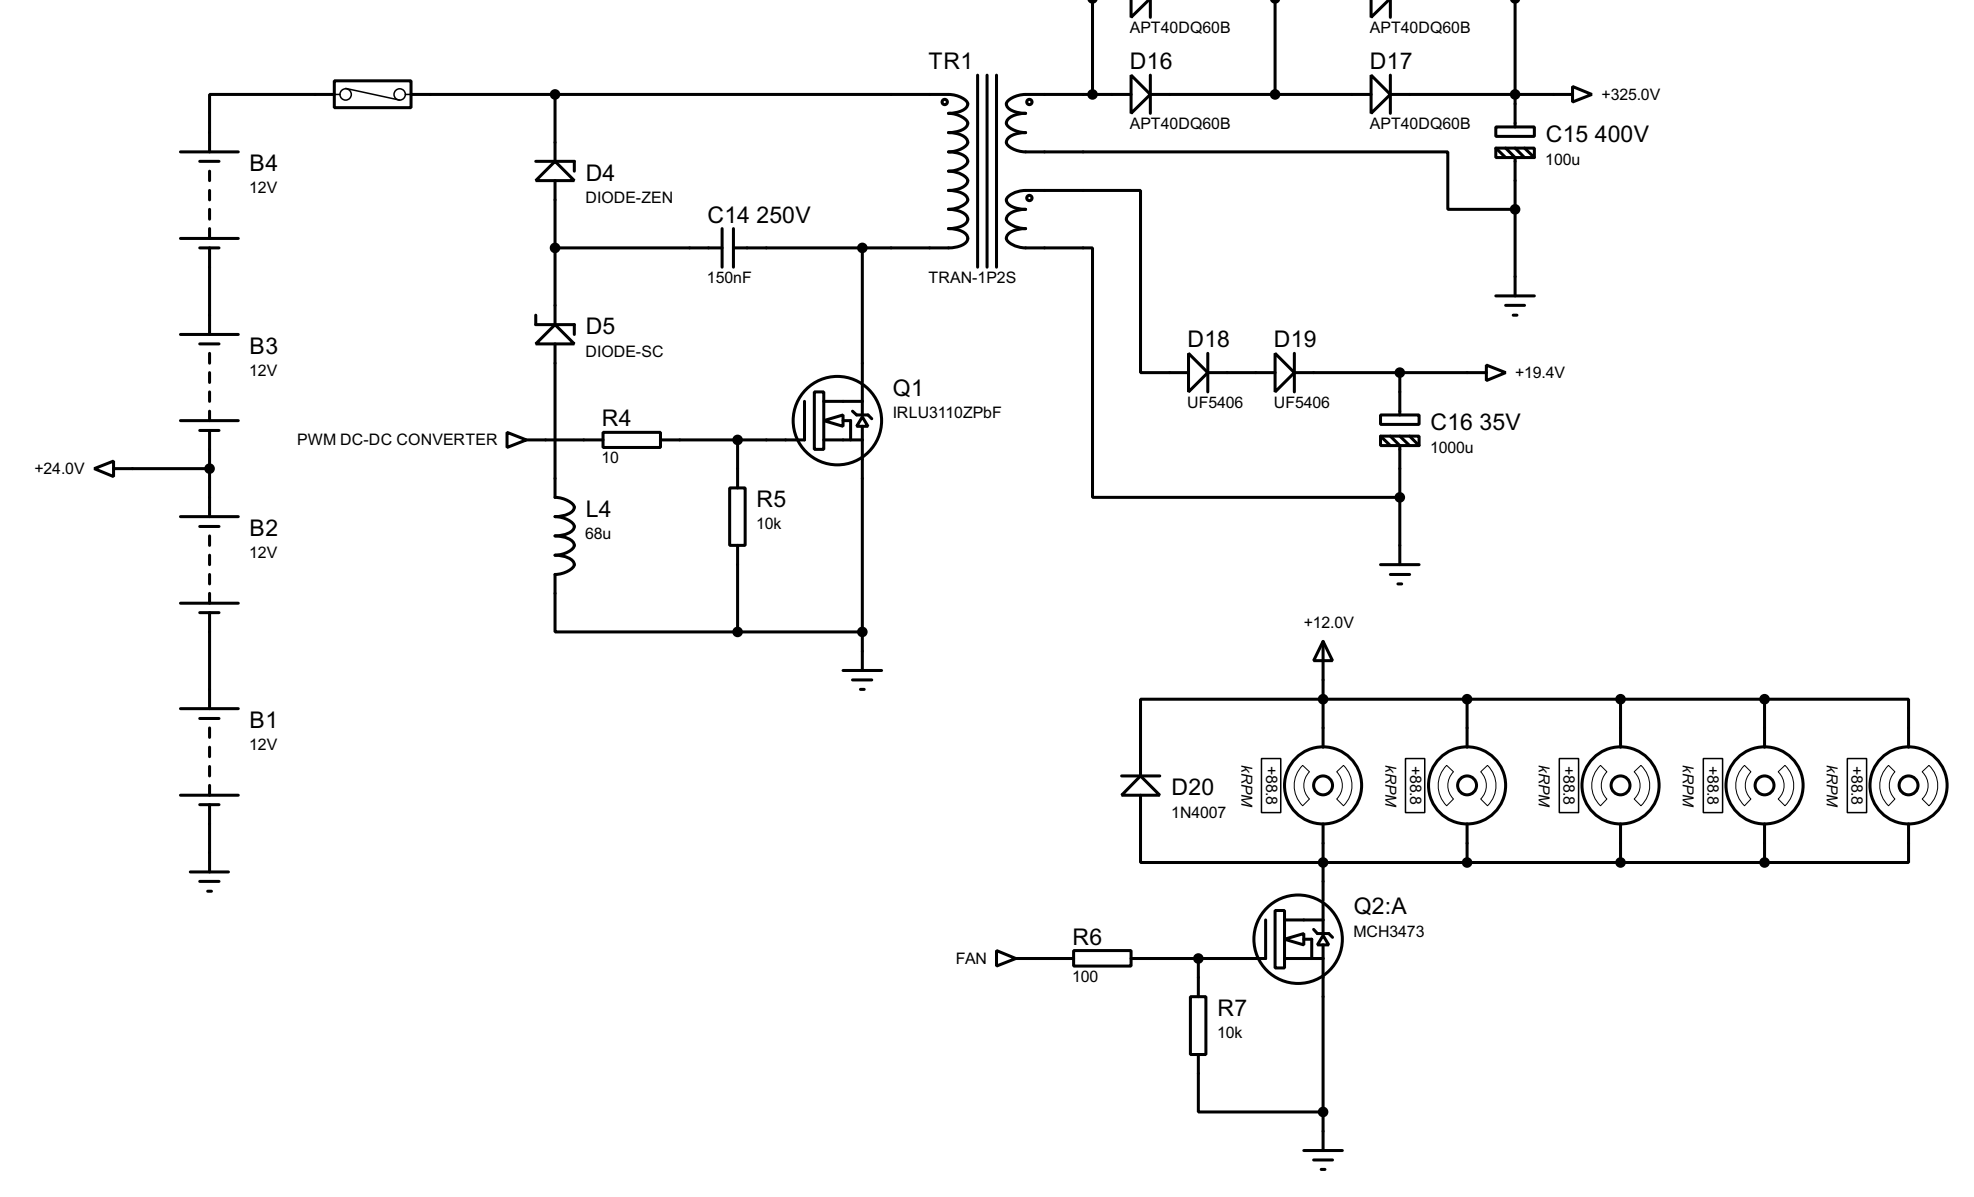 APT40DQ60B
APT40DQ60B
TR1
D16
D17
+325.0V
APT40DQ60B
APT40DQ60B
C15 400V
100u
B4
12V
D4
DIODE-ZEN
C14 250V
150nF
TRAN-1P2S
D5
DIODE-SC
B3
12V
D18
D19
UF5406
UF5406
+19.4V
Q1
IRLU3110ZPbF
C16 35V
1000u
PWM DC-DC CONVERTER
R4
10
+24.0V
R5
10k
L4
68u
B2
12V
+12.0V
B1
12V
D20
1N4007
+88.8
kRPM
+88.8
kRPM
+88.8
kRPM
+88.8
kRPM
+88.8
kRPM
Q2:A
MCH3473
FAN
R6
100
R7
10k